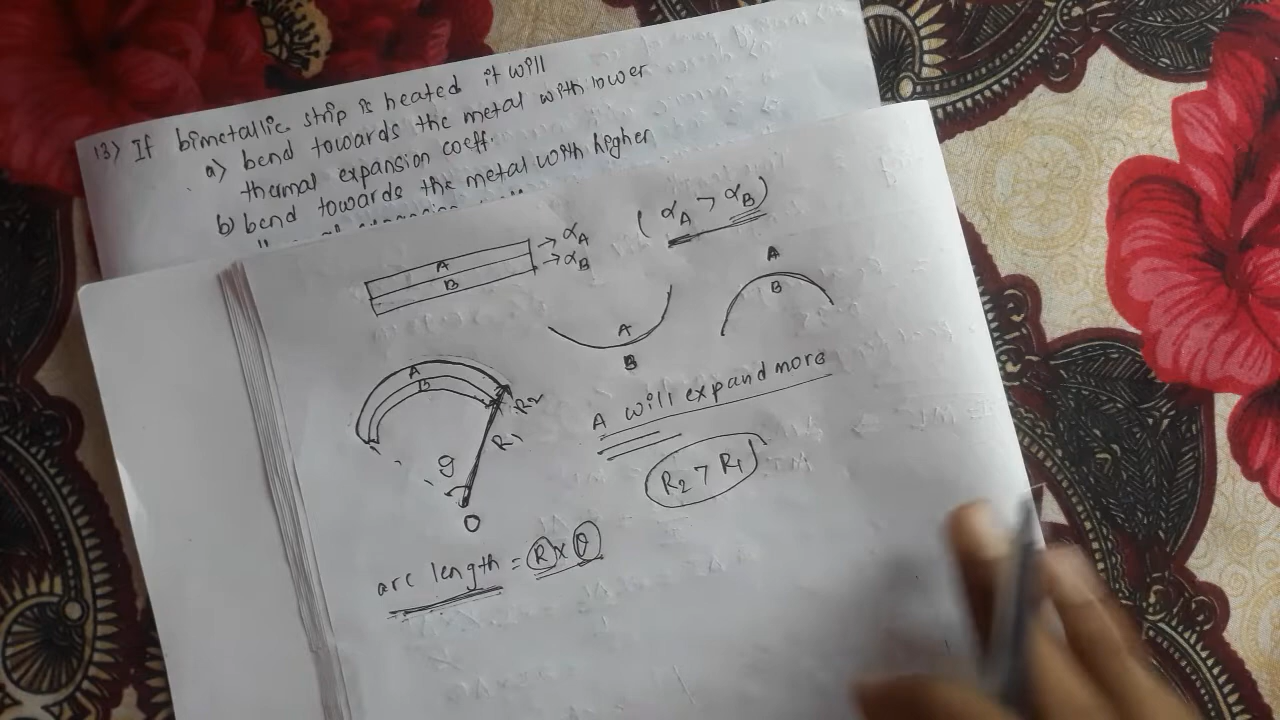 13) If bimetallic strip is heated it will
a) bend towards the metal with lower
thermal expansion coeff.
b) bend towards the metal with higher
(αA > αB)
A → αA
B → αB
A
B
A
B
A
B
R2
R1
θ
O
A will expand more
R2 > R1
arc length = R × θ